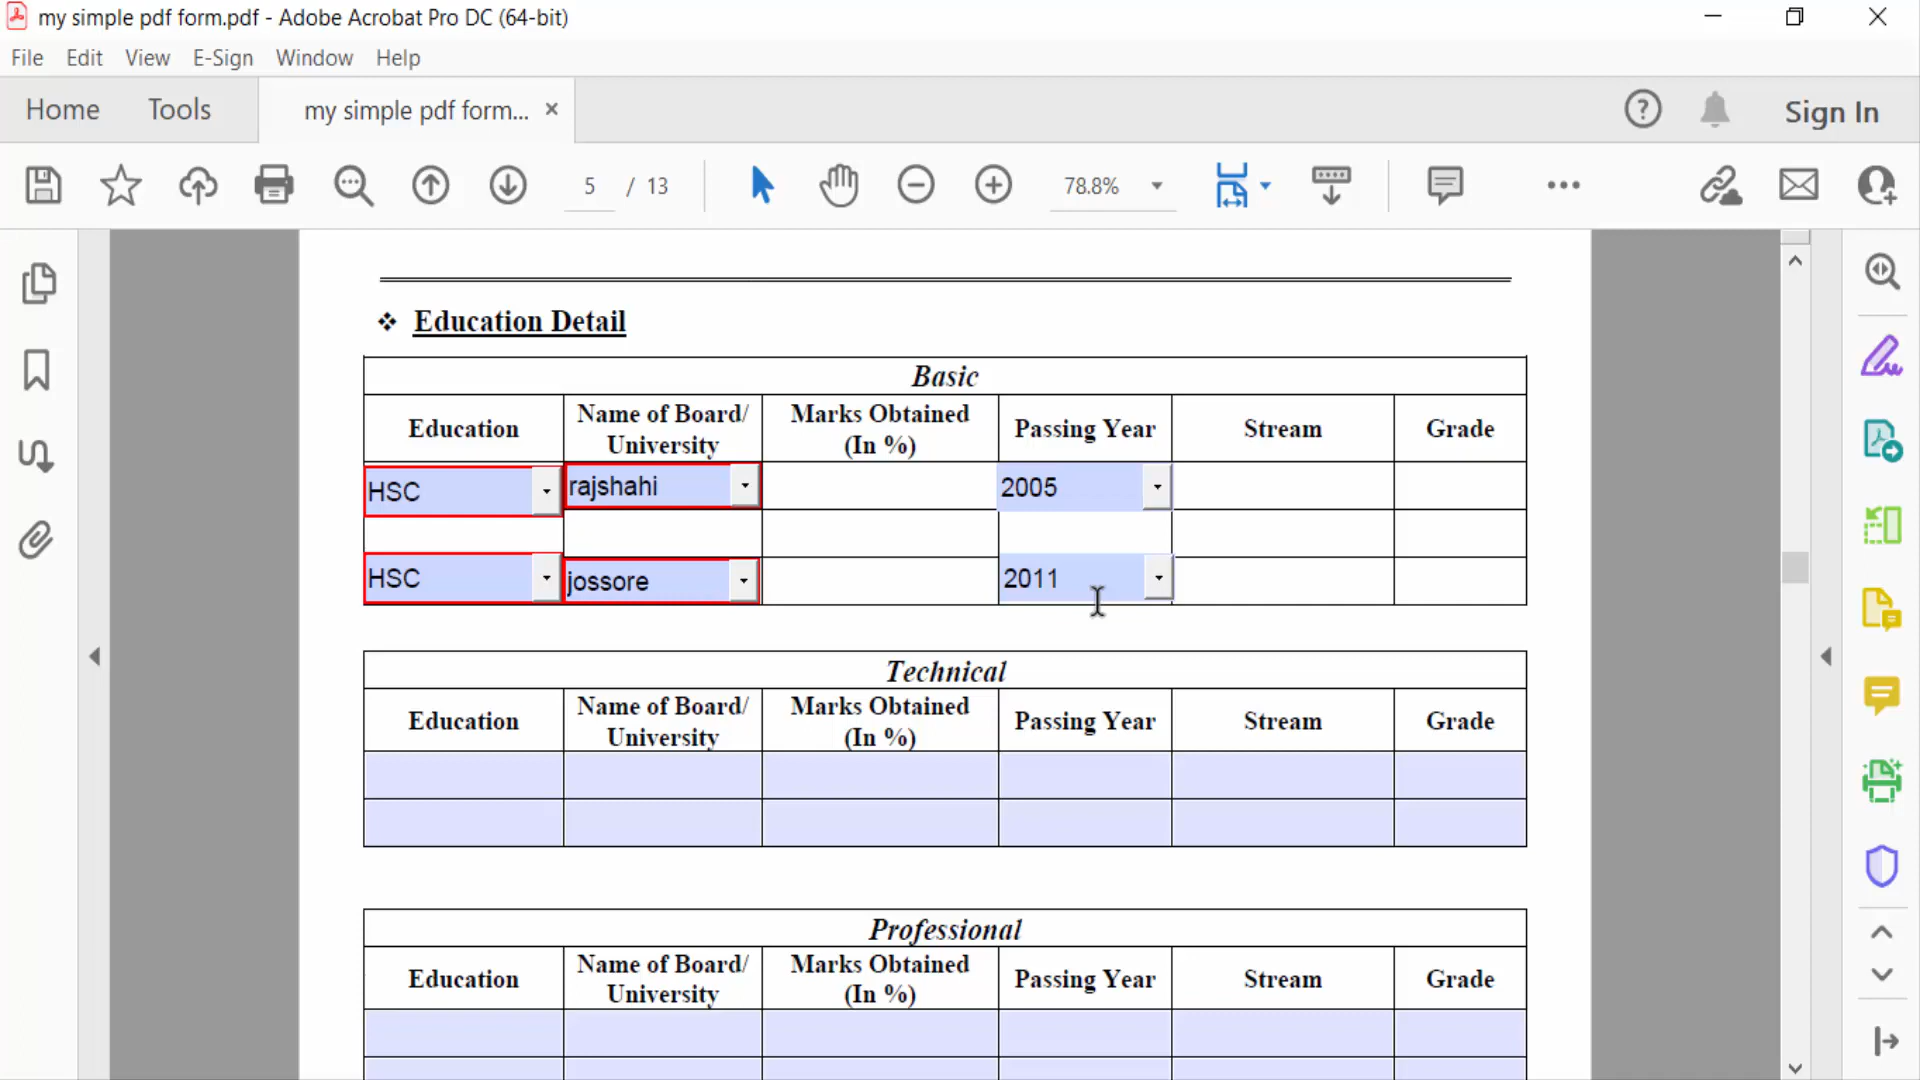 my simple pdf form.pdf - Adobe Acrobat Pro DC (64-bit)
File Edit View E-Sign Window Help
Home Tools my simple pdf form... × Sign In
5 / 13 78.8%
❖ Education Detail
Basic
Education Name of Board/ University Marks Obtained (In %) Passing Year Stream Grade
HSC rajshahi 2005
HSC jossore 2011
Technical
Education Name of Board/ University Marks Obtained (In %) Passing Year Stream Grade
Professional
Education Name of Board/ University Marks Obtained (In %) Passing Year Stream Grade